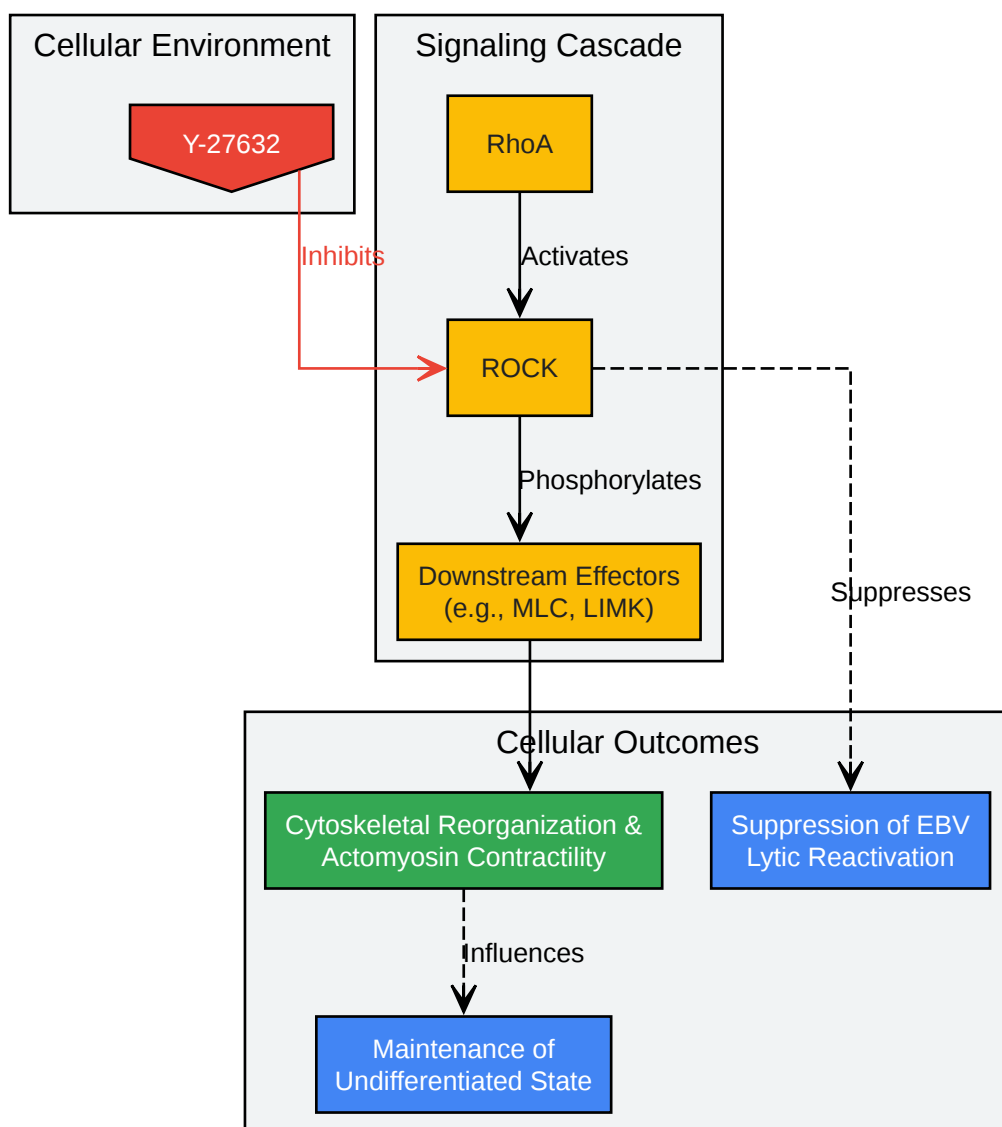 Cellular Environment
Y-27632
Inhibits
Signaling Cascade
RhoA
Activates
ROCK
Phosphorylates
Downstream Effectors
(e.g., MLC, LIMK)
Suppresses
Cellular Outcomes
Cytoskeletal Reorganization &
Actomyosin Contractility
Suppression of EBV
Lytic Reactivation
Influences
Maintenance of
Undifferentiated State